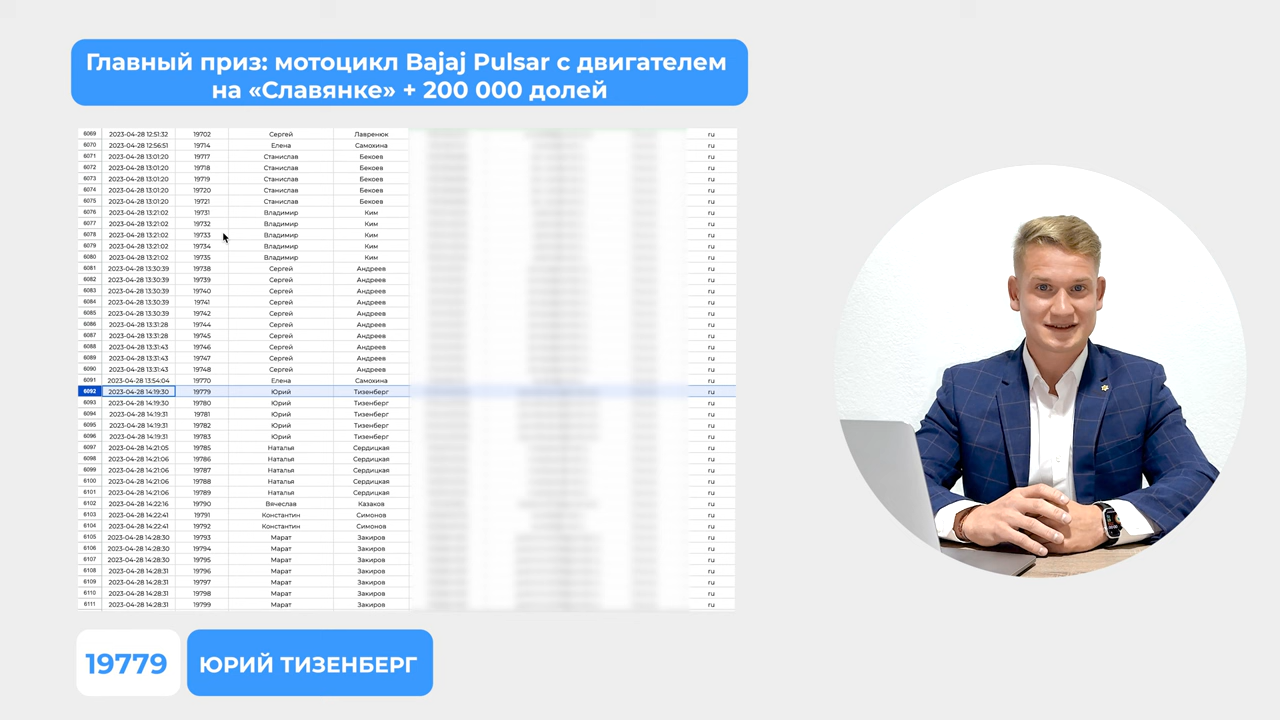 Главный приз: мотоцикл Bajaj Pulsar с двигателем
на «Славянке» + 200 000 долей
6069 2023-04-28 12:51:32 19702 Сергей Лавренюк ru
6070 2023-04-28 12:56:51 19714 Елена Самохина ru
6071 2023-04-28 13:01:20 19717 Станислав Бекоев ru
6072 2023-04-28 13:01:20 19718 Станислав Бекоев ru
6073 2023-04-28 13:01:20 19719 Станислав Бекоев ru
6074 2023-04-28 13:01:20 19720 Станислав Бекоев ru
6075 2023-04-28 13:01:20 19721 Станислав Бекоев ru
6076 2023-04-28 13:21:02 19731 Владимир Ким ru
6077 2023-04-28 13:21:02 19732 Владимир Ким ru
6078 2023-04-28 13:21:02 19733 Владимир Ким ru
6079 2023-04-28 13:21:02 19734 Владимир Ким ru
6080 2023-04-28 13:21:02 19735 Владимир Ким ru
6081 2023-04-28 13:30:39 19738 Сергей Андреев ru
6082 2023-04-28 13:30:39 19739 Сергей Андреев ru
6083 2023-04-28 13:30:39 19740 Сергей Андреев ru
6084 2023-04-28 13:30:39 19741 Сергей Андреев ru
6085 2023-04-28 13:30:39 19742 Сергей Андреев ru
6086 2023-04-28 13:31:28 19744 Сергей Андреев ru
6087 2023-04-28 13:31:28 19745 Сергей Андреев ru
6088 2023-04-28 13:31:43 19746 Сергей Андреев ru
6089 2023-04-28 13:31:43 19747 Сергей Андреев ru
6090 2023-04-28 13:31:43 19748 Сергей Андреев ru
6091 2023-04-28 13:54:04 19770 Елена Самохина ru
6092 2023-04-28 14:19:30 19779 Юрий Тизенберг ru
6093 2023-04-28 14:19:30 19780 Юрий Тизенберг ru
6094 2023-04-28 14:19:31 19781 Юрий Тизенберг ru
6095 2023-04-28 14:19:31 19782 Юрий Тизенберг ru
6096 2023-04-28 14:19:31 19783 Юрий Тизенберг ru
6097 2023-04-28 14:21:05 19785 Наталья Сердицкая ru
6098 2023-04-28 14:21:06 19786 Наталья Сердицкая ru
6099 2023-04-28 14:21:06 19787 Наталья Сердицкая ru
6100 2023-04-28 14:21:06 19788 Наталья Сердицкая ru
6101 2023-04-28 14:21:06 19789 Наталья Сердицкая ru
6102 2023-04-28 14:22:16 19790 Вячеслав Казаков ru
6103 2023-04-28 14:22:41 19791 Константин Симонов ru
6104 2023-04-28 14:22:41 19792 Константин Симонов ru
6105 2023-04-28 14:28:30 19793 Марат Закиров ru
6106 2023-04-28 14:28:30 19794 Марат Закиров ru
6107 2023-04-28 14:28:30 19795 Марат Закиров ru
6108 2023-04-28 14:28:31 19796 Марат Закиров ru
6109 2023-04-28 14:28:31 19797 Марат Закиров ru
6110 2023-04-28 14:28:31 19798 Марат Закиров ru
6111 2023-04-28 14:28:31 19799 Марат Закиров ru
19779 ЮРИЙ ТИЗЕНБЕРГ